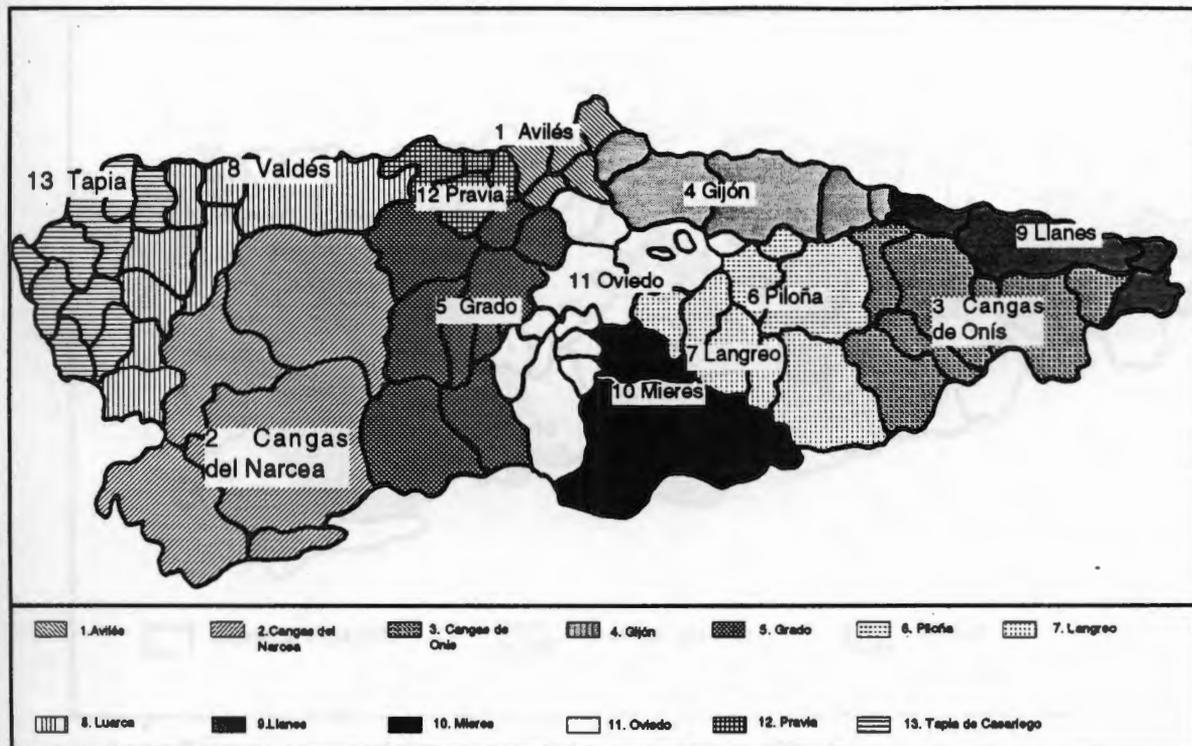 1 Avilés
8 Valdés
13 Tapia
12 Pravia
4 Gijón
9 Llanes
11 Oviedo
6 Piloña
5 Grado
3 Cangas
de Onís
7 Langreo
10 Mieres
2 Cangas
del Narcea
1.Avilés
2.Cangas del
Narcea
3. Cangas de
Onís
4. Gijón
5. Grado
6. Piloña
7. Langreo
8. Luarca
9.Llanes
10. Mieres
11. Oviedo
12. Pravia
13. Tapia de Casariego